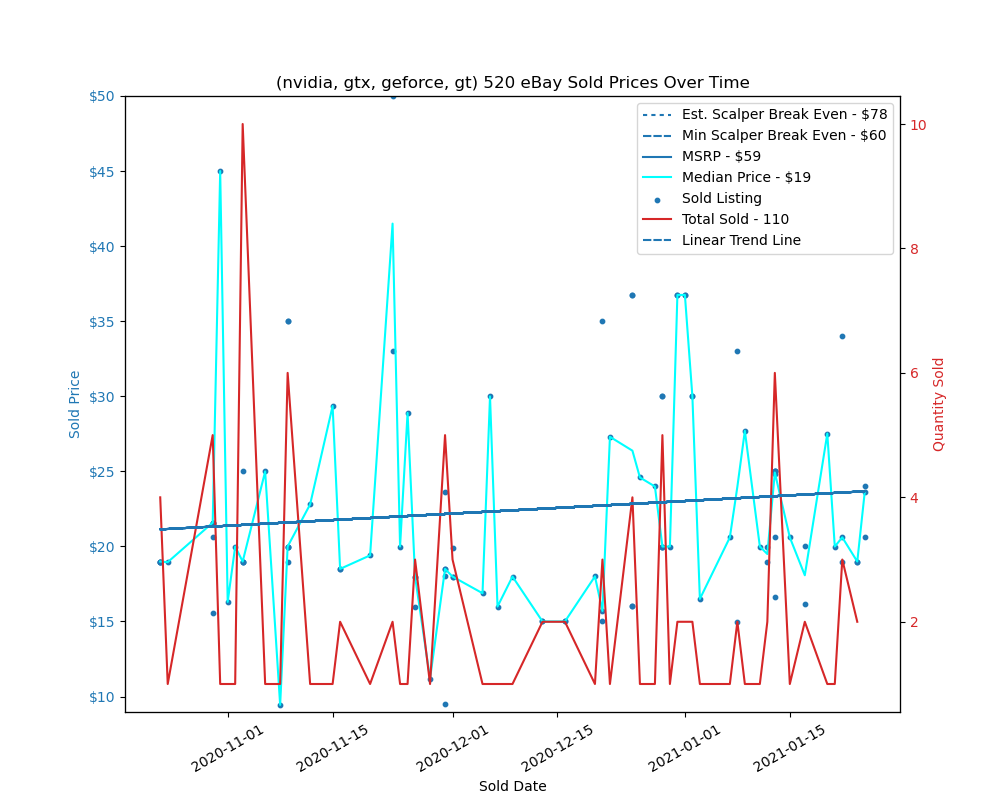 (nvidia, gtx, geforce, gt) 520 eBay Sold Prices Over Time
Est. Scalper Break Even - $78
Min Scalper Break Even - $60
MSRP - $59
Median Price - $19
Sold Listing
Total Sold - 110
Linear Trend Line
$50
$45
$40
$35
$30
$25
$20
$15
$10
Sold Price
10
8
6
4
2
Quantity Sold
2020-11-01
2020-11-15
2020-12-01
2020-12-15
2021-01-01
2021-01-15
Sold Date